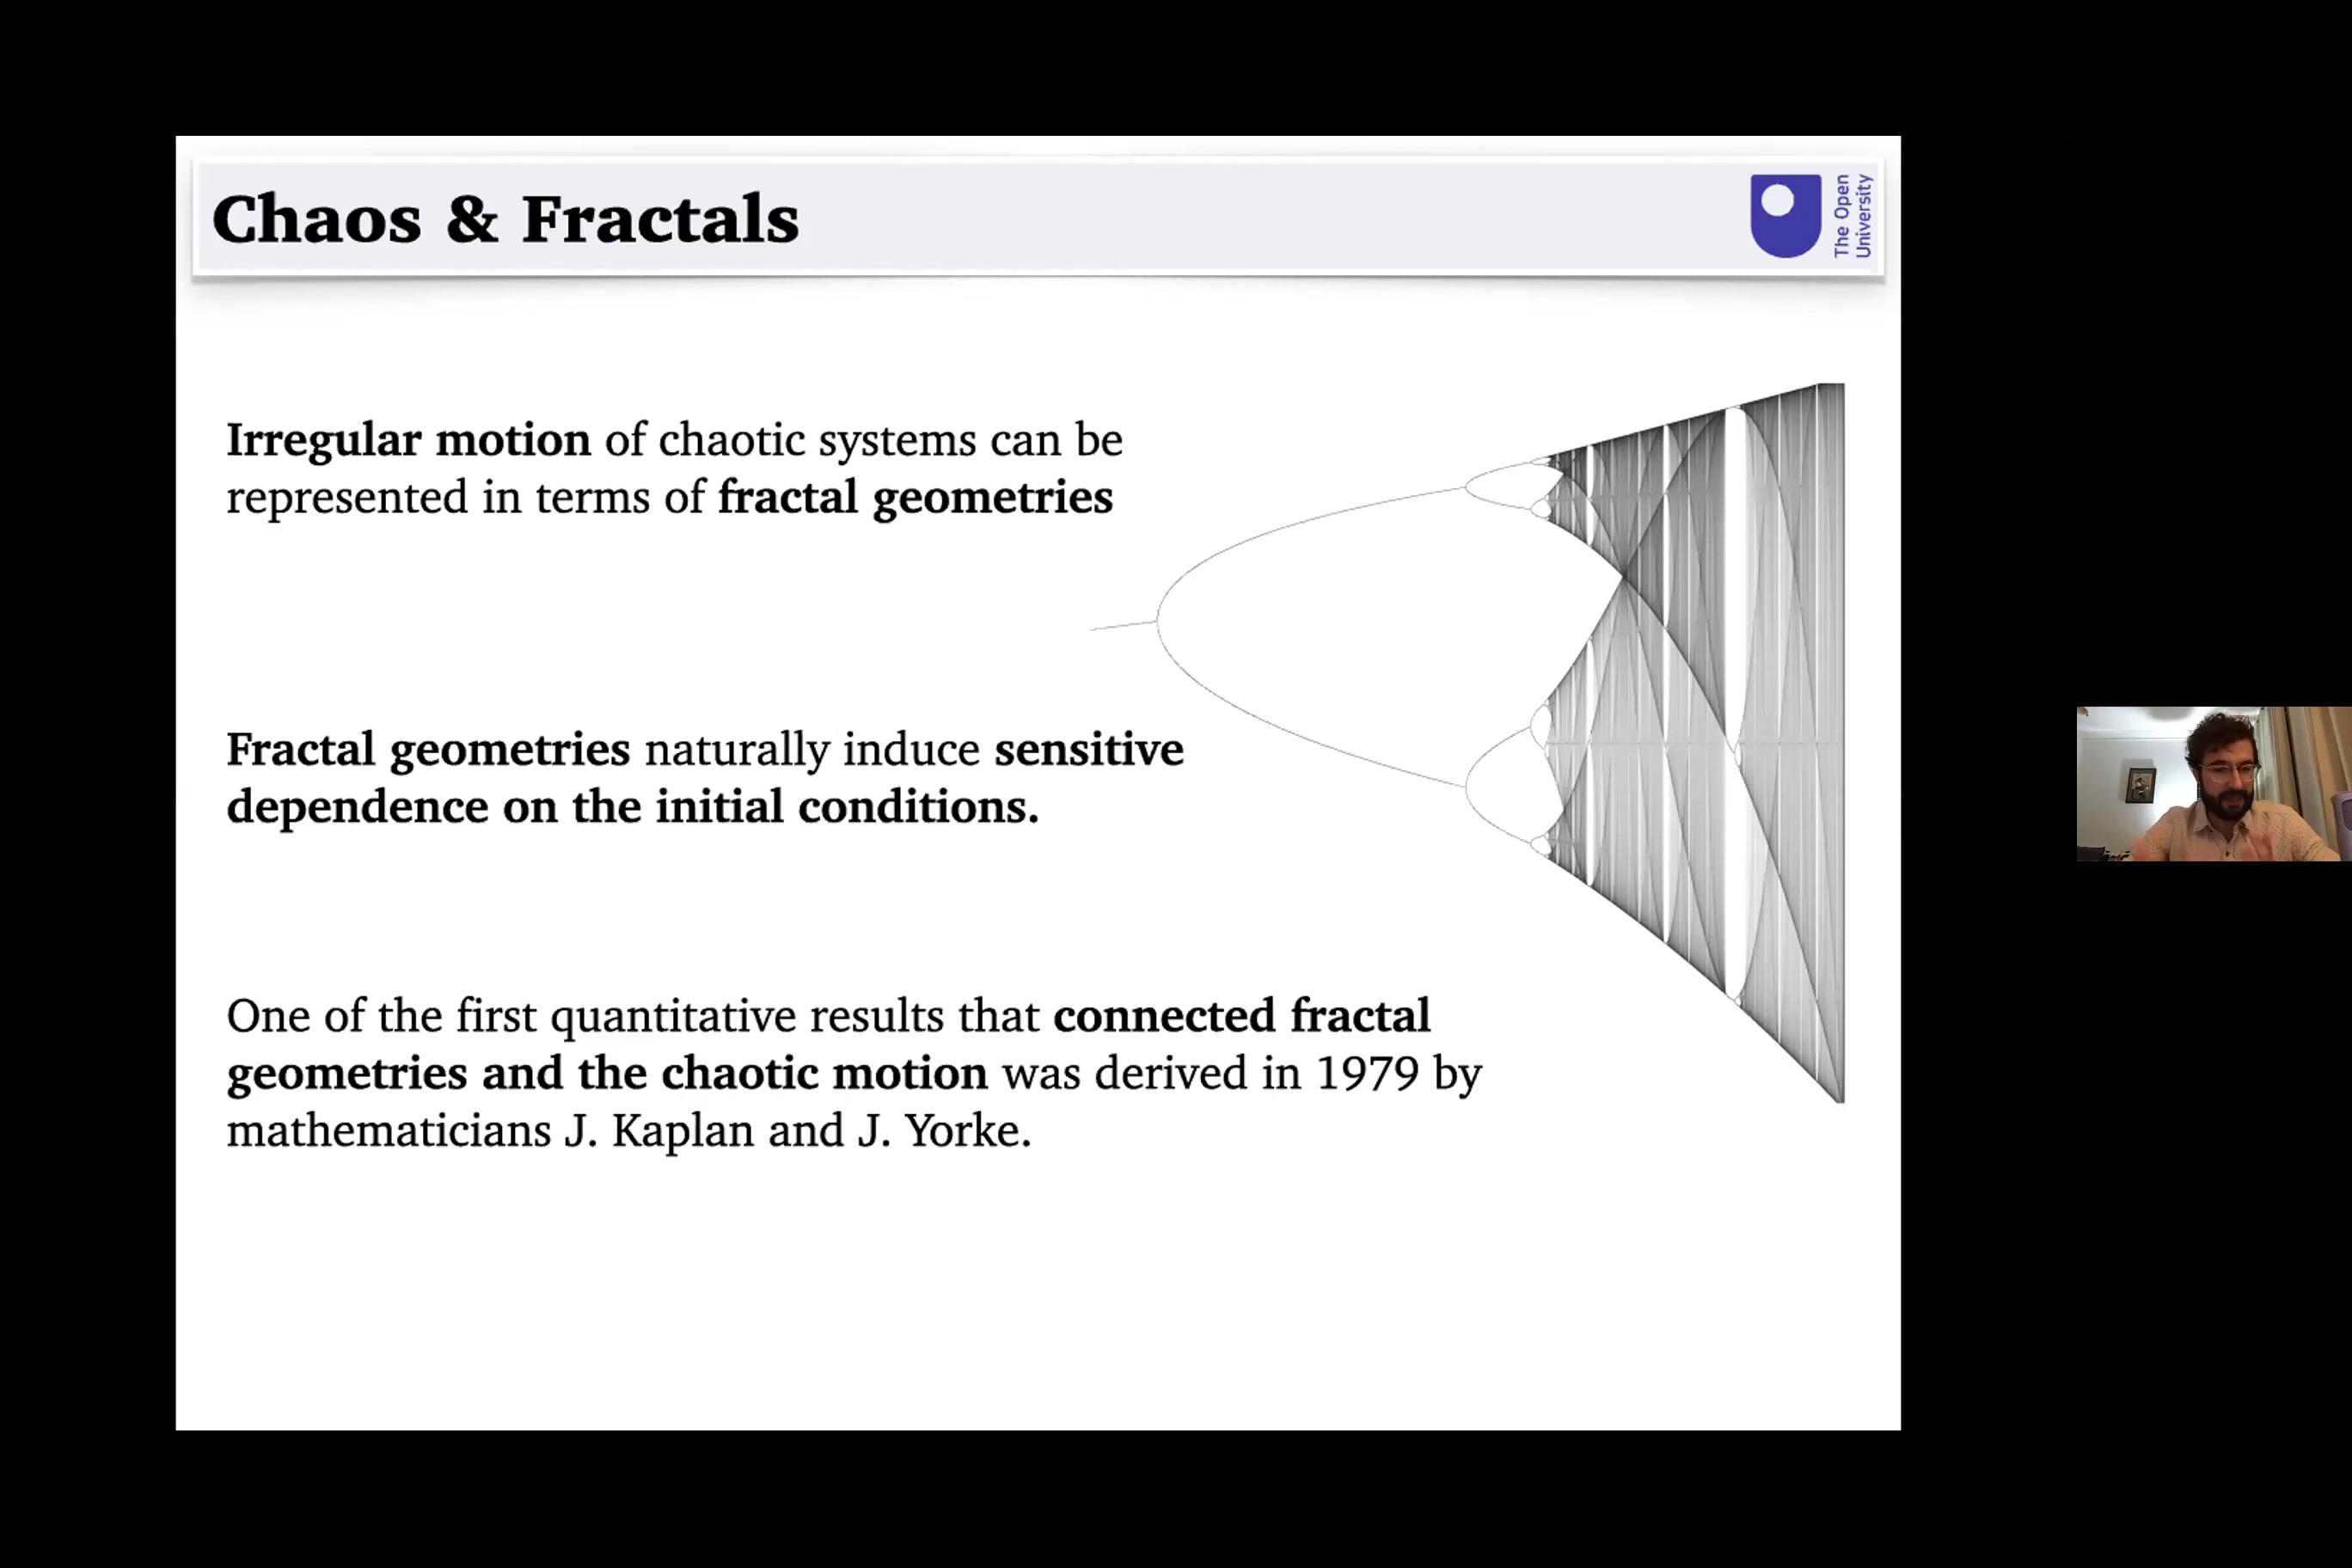 Chaos & Fractals
The Open
University
Irregular motion of chaotic systems can be
represented in terms of fractal geometries
Fractal geometries naturally induce sensitive
dependence on the initial conditions.
One of the first quantitative results that connected fractal
geometries and the chaotic motion was derived in 1979 by
mathematicians J. Kaplan and J. Yorke.